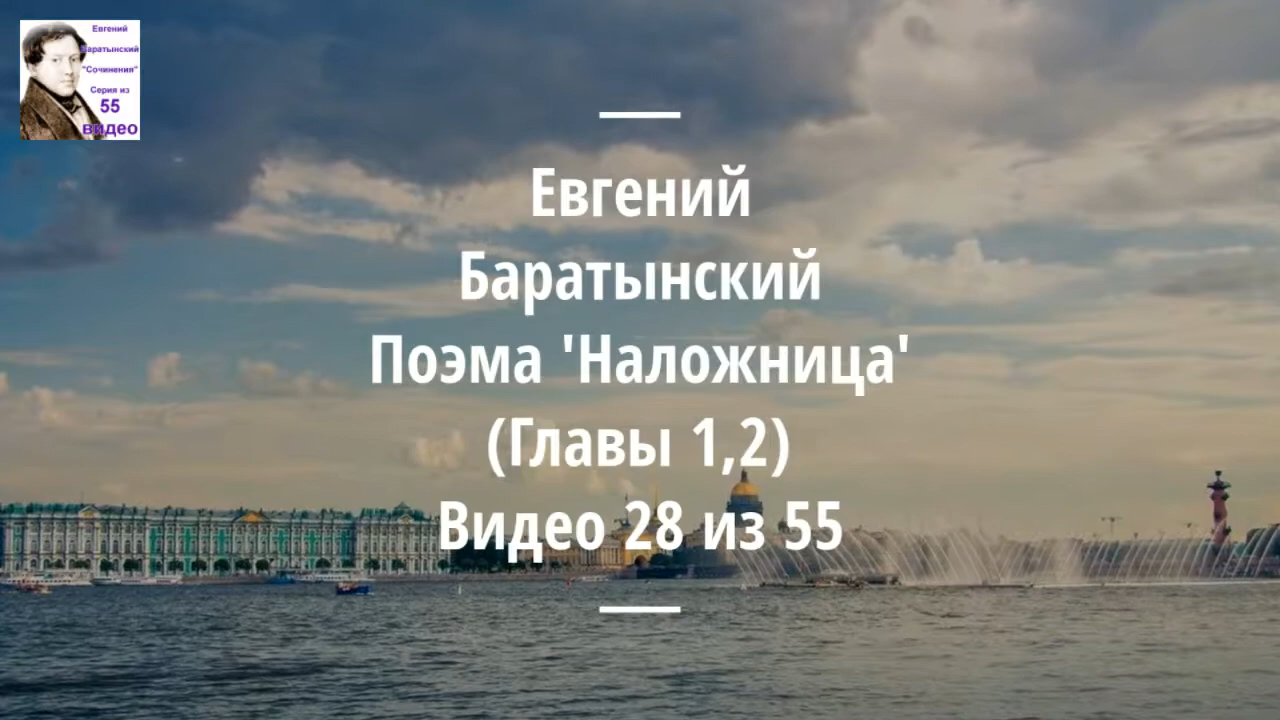 Евгений
Баратынский
"Сочинения"
Серия из
55
видео
Евгений
Баратынский
Поэма 'Наложница'
(Главы 1,2)
Видео 28 из 55